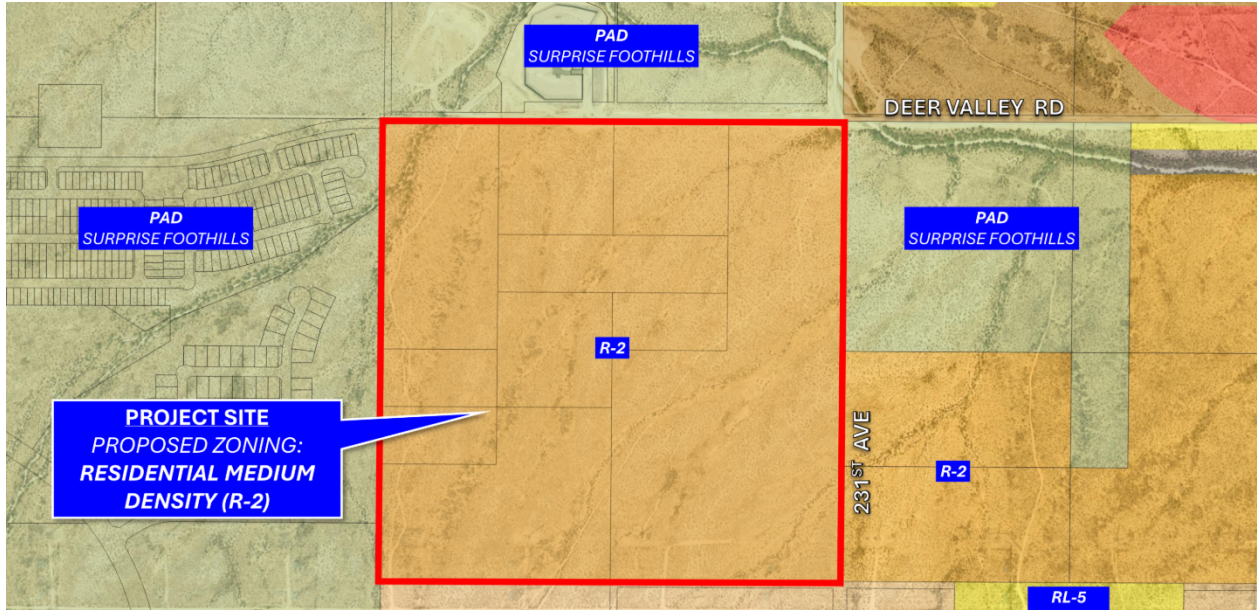 PAD
SURPRISE FOOTHILLS
DEER VALLEY RD
PAD
SURPRISE FOOTHILLS
PAD
SURPRISE FOOTHILLS
R-2
PROJECT SITE
PROPOSED ZONING:
RESIDENTIAL MEDIUM
DENSITY (R-2)
231ST AVE
R-2
RL-5